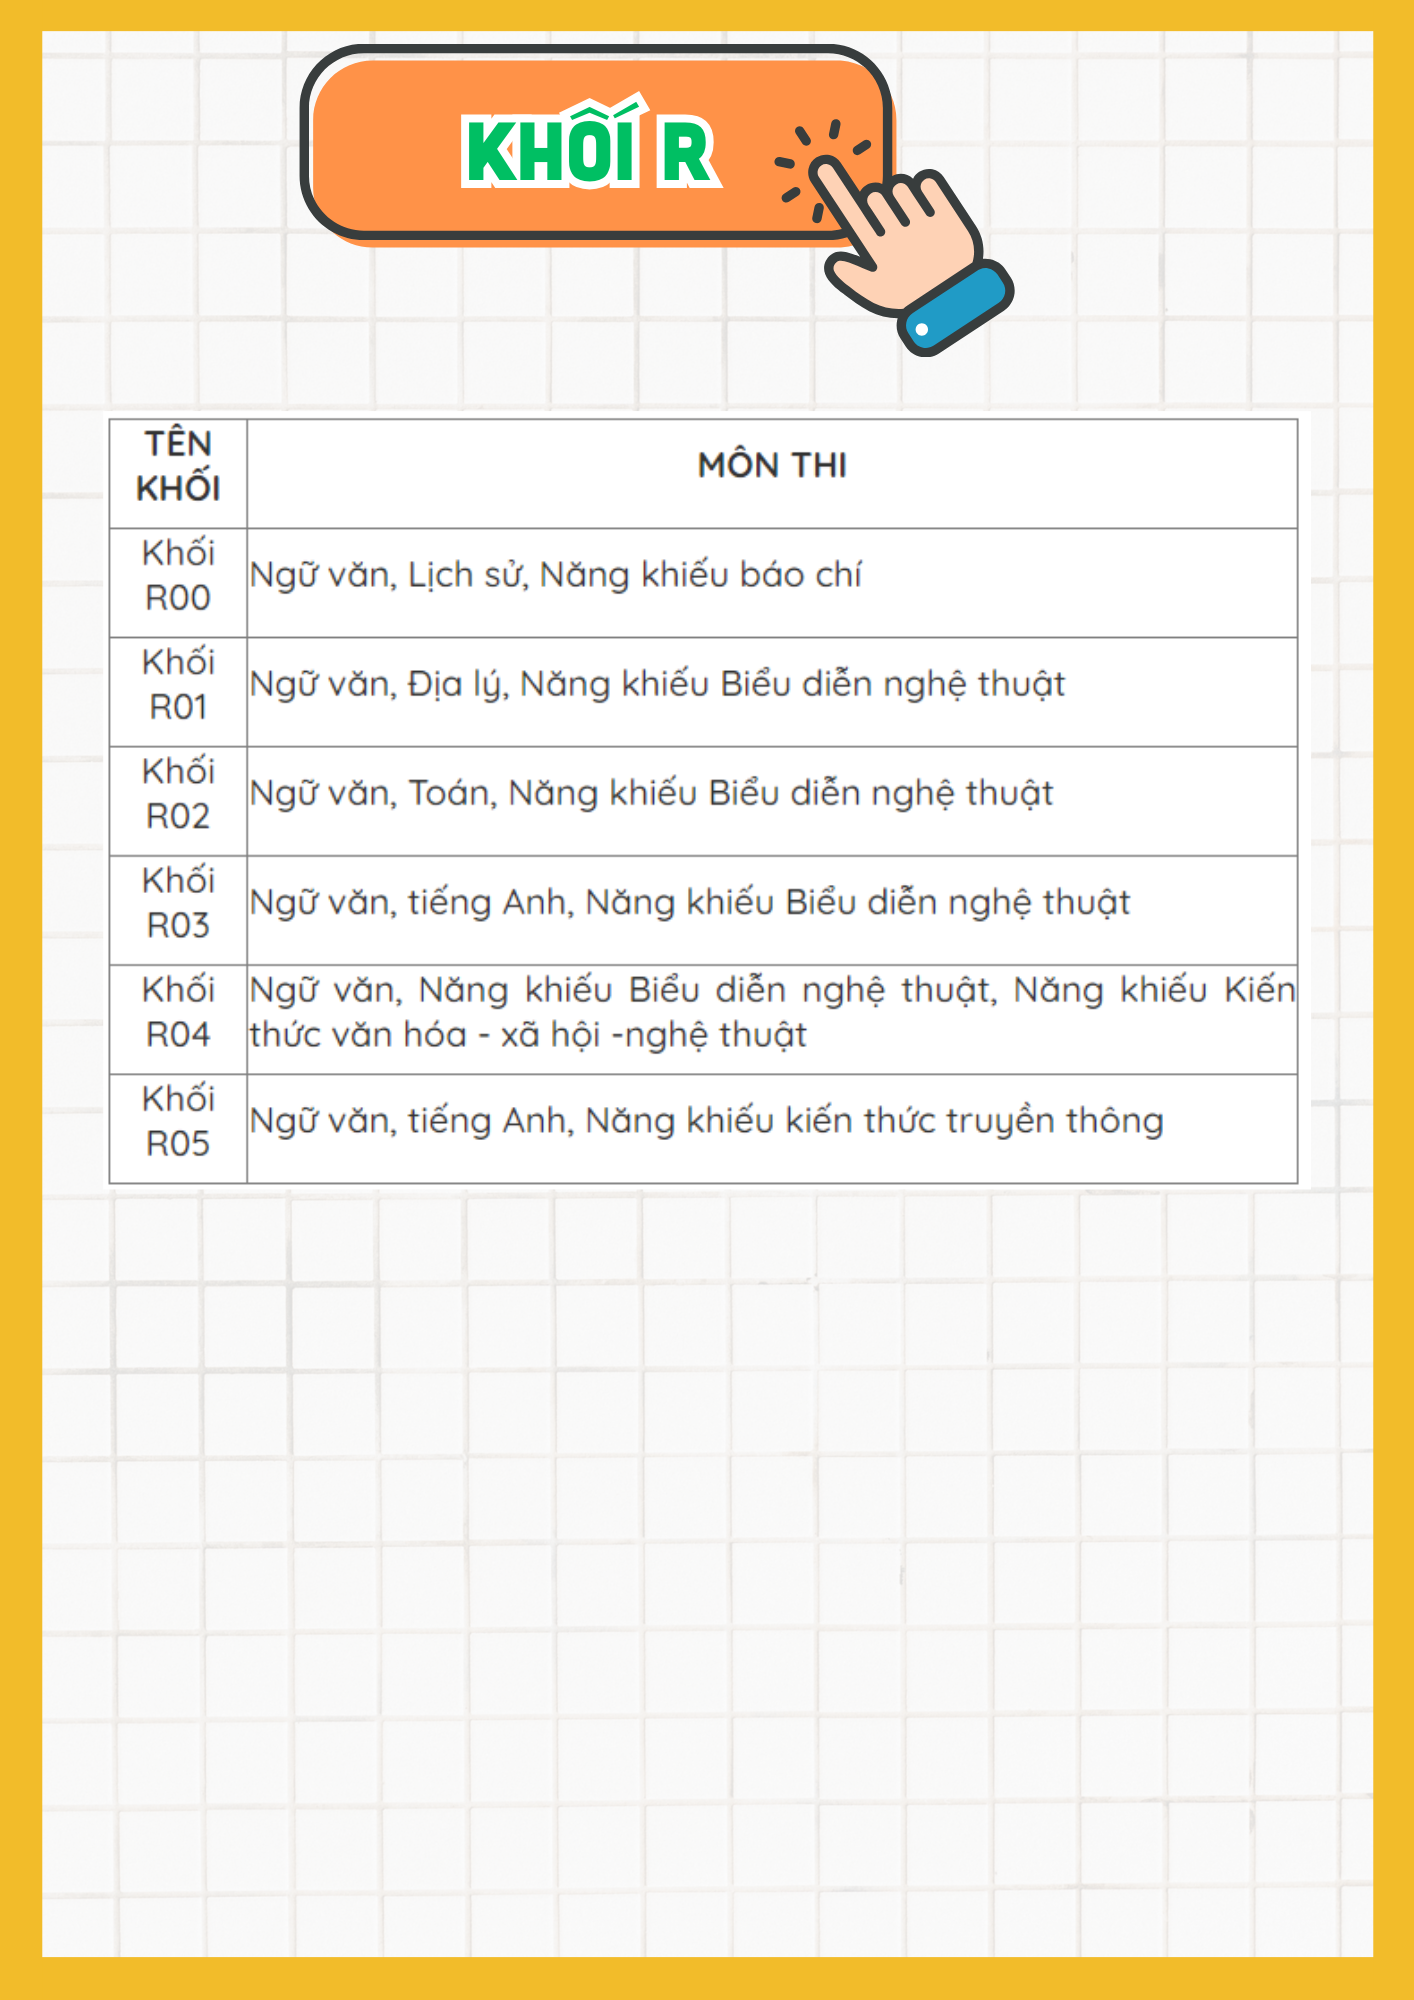 KHỐI R
TÊN
KHỐI
MÔN THI
Khối
R00
Ngữ văn, Lịch sử, Năng khiếu báo chí
Khối
R01
Ngữ văn, Địa lý, Năng khiếu Biểu diễn nghệ thuật
Khối
R02
Ngữ văn, Toán, Năng khiếu Biểu diễn nghệ thuật
Khối
R03
Ngữ văn, tiếng Anh, Năng khiếu Biểu diễn nghệ thuật
Khối
R04
Ngữ văn, Năng khiếu Biểu diễn nghệ thuật, Năng khiếu Kiến
thức văn hóa - xã hội -nghệ thuật
Khối
R05
Ngữ văn, tiếng Anh, Năng khiếu kiến thức truyền thông